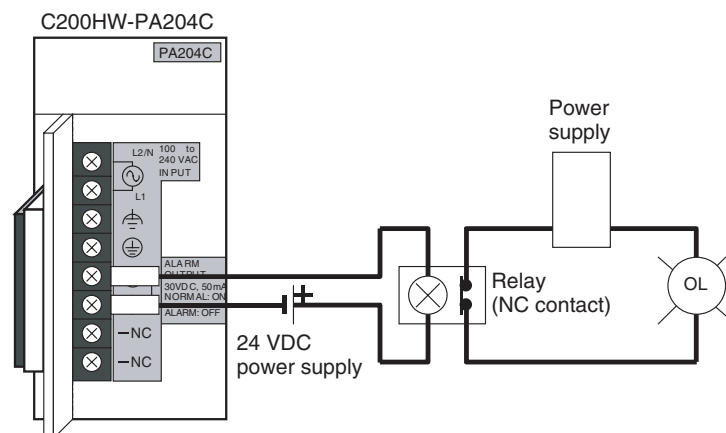 C200HW-PA204C
PA204C
L2/N
100 to
240 VAC
INPUT
L1
ALARM
OUTPUT
30VDC, 50mA
NORMAL: ON
ALARM: OFF
NC
NC
24 VDC
power supply
Relay
(NC contact)
Power
supply
OL